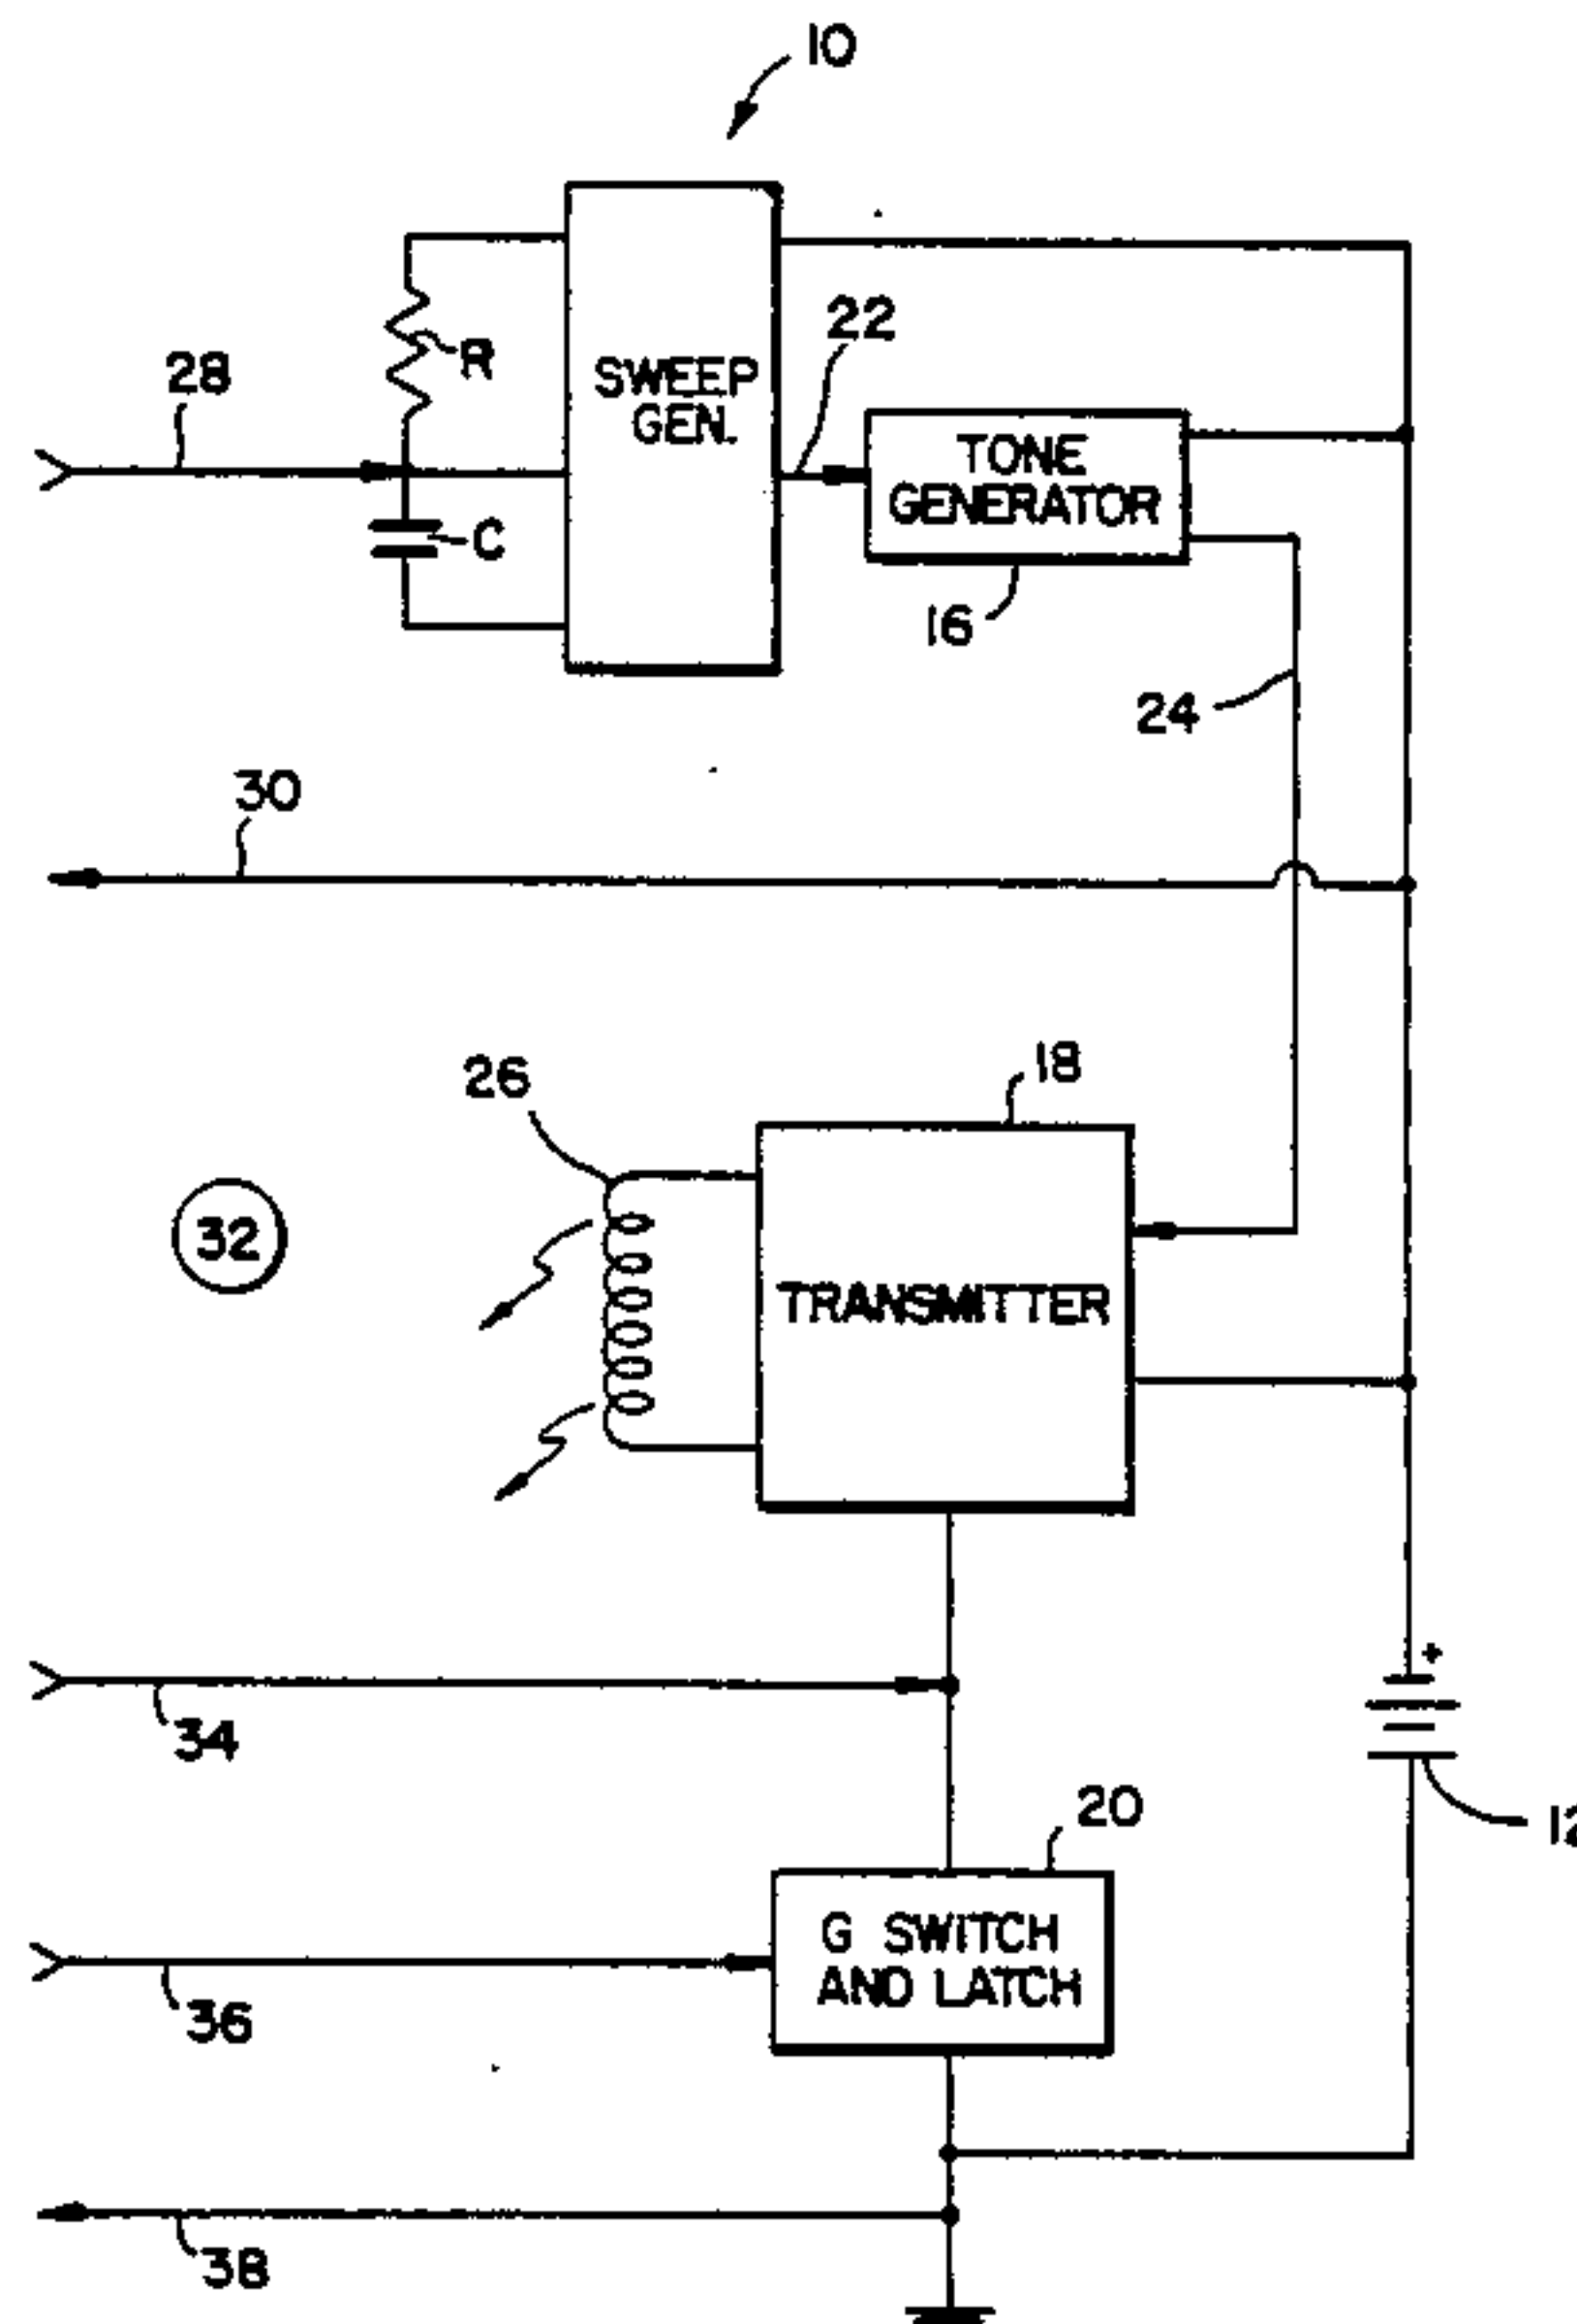 10
28
R
SWEEP
GEN.
22
TONE
GENERATOR
C
16
24
30
26
18
32
TRANSMITTER
+
34
20
12
G SWITCH
AND LATCH
36
38